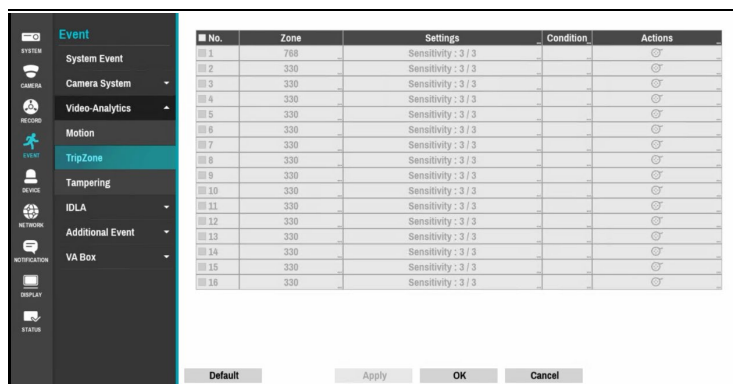 SYSTEM
CAMERA
RECORD
EVENT
DEVICE
NETWORK
NOTIFICATION
DISPLAY
STATUS
Event
System Event
Camera System
Video-Analytics
Motion
TripZone
Tampering
IDLA
Additional Event
VA Box
No. Zone Settings Condition Actions
1 768 Sensitivity : 3 / 3
2 330 Sensitivity : 3 / 3
3 330 Sensitivity : 3 / 3
4 330 Sensitivity : 3 / 3
5 330 Sensitivity : 3 / 3
6 330 Sensitivity : 3 / 3
7 330 Sensitivity : 3 / 3
8 330 Sensitivity : 3 / 3
9 330 Sensitivity : 3 / 3
10 330 Sensitivity : 3 / 3
11 330 Sensitivity : 3 / 3
12 330 Sensitivity : 3 / 3
13 330 Sensitivity : 3 / 3
14 330 Sensitivity : 3 / 3
15 330 Sensitivity : 3 / 3
16 330 Sensitivity : 3 / 3
Default Apply OK Cancel